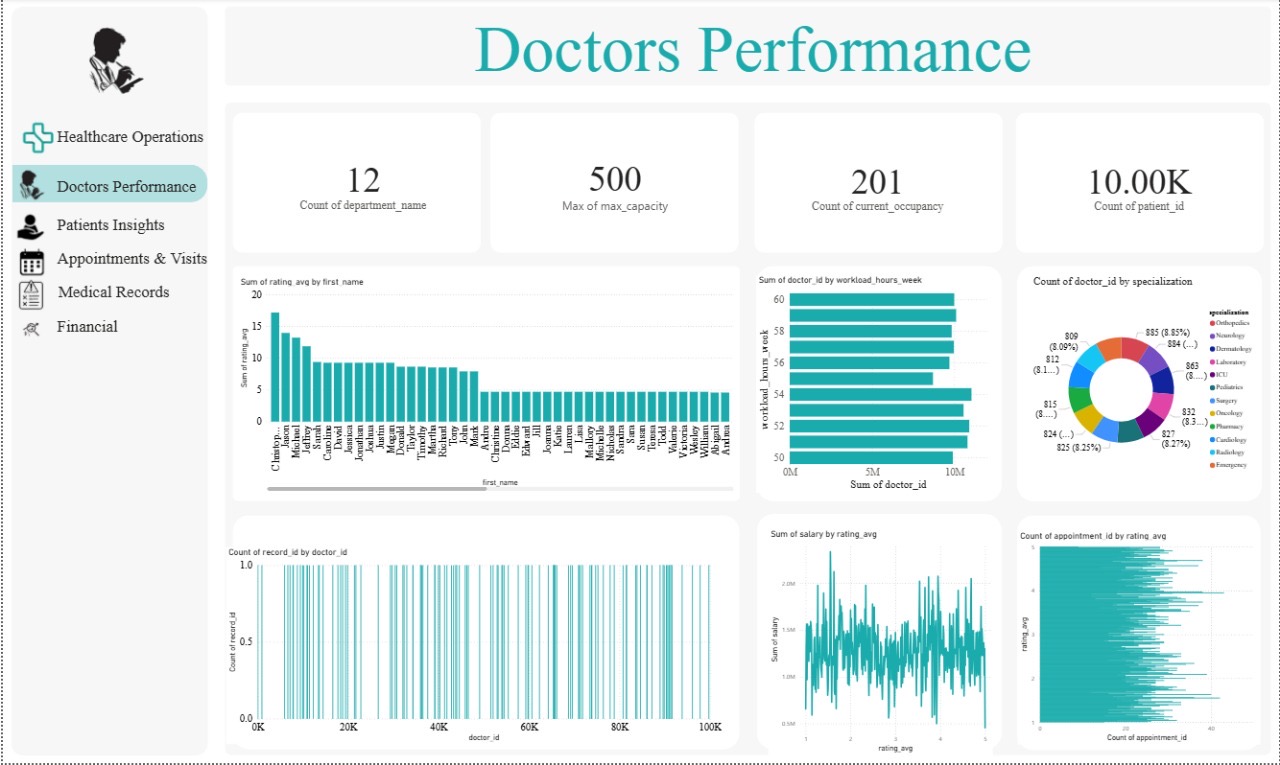 Doctors Performance
Healthcare Operations
Doctors Performance
Patients Insights
Appointments & Visits
Medical Records
Financial
12
Count of department_name
500
Max of max_capacity
201
Count of current_occupancy
10.00K
Count of patient_id
Sum of rating_avg by first_name
Sum of rating_avg
20
15
10
5
0
Christop...
Jason
Michael
Jeffrey
Sarah
Caroline
David
Jessica
Jonathan
Joshua
Justin
Megan
Donald
Taylor
Timothy
Martha
Richard
Tony
John
Mark
Andre
Christine
Denise
Eddie
Edward
Jill
Joanna
Katie
Lauren
Lisa
Mallory
Michelle
Nicholas
Sandra
Sara
Susan
Teresa
Todd
Valerie
Victoria
Wesley
William
Abigail
Andrea
first_name
Sum of doctor_id by workload_hours_week
workload_hours_week
60
58
56
54
52
50
0M
5M
10M
Sum of doctor_id
Count of doctor_id by specialization
885 (8.85%)
884 (...)
863
(8....)
832
(8.3...)
827
(8.27%)
825 (8.25%)
824 (...)
815
(8....)
812
(8.1...)
809
(8.09%)
specialization
Orthopedics
Neurology
Dermatology
Laboratory
ICU
Pediatrics
Surgery
Oncology
Pharmacy
Cardiology
Radiology
Emergency
Count of record_id by doctor_id
Count of record_id
1.0
0.5
0.0
0K
20K
40K
60K
80K
100K
doctor_id
Sum of salary by rating_avg
Sum of salary
2.0M
1.5M
1.0M
0.5M
1
2
3
4
5
rating_avg
Count of appointment_id by rating_avg
rating_avg
5
4
3
2
1
0
20
40
Count of appointment_id